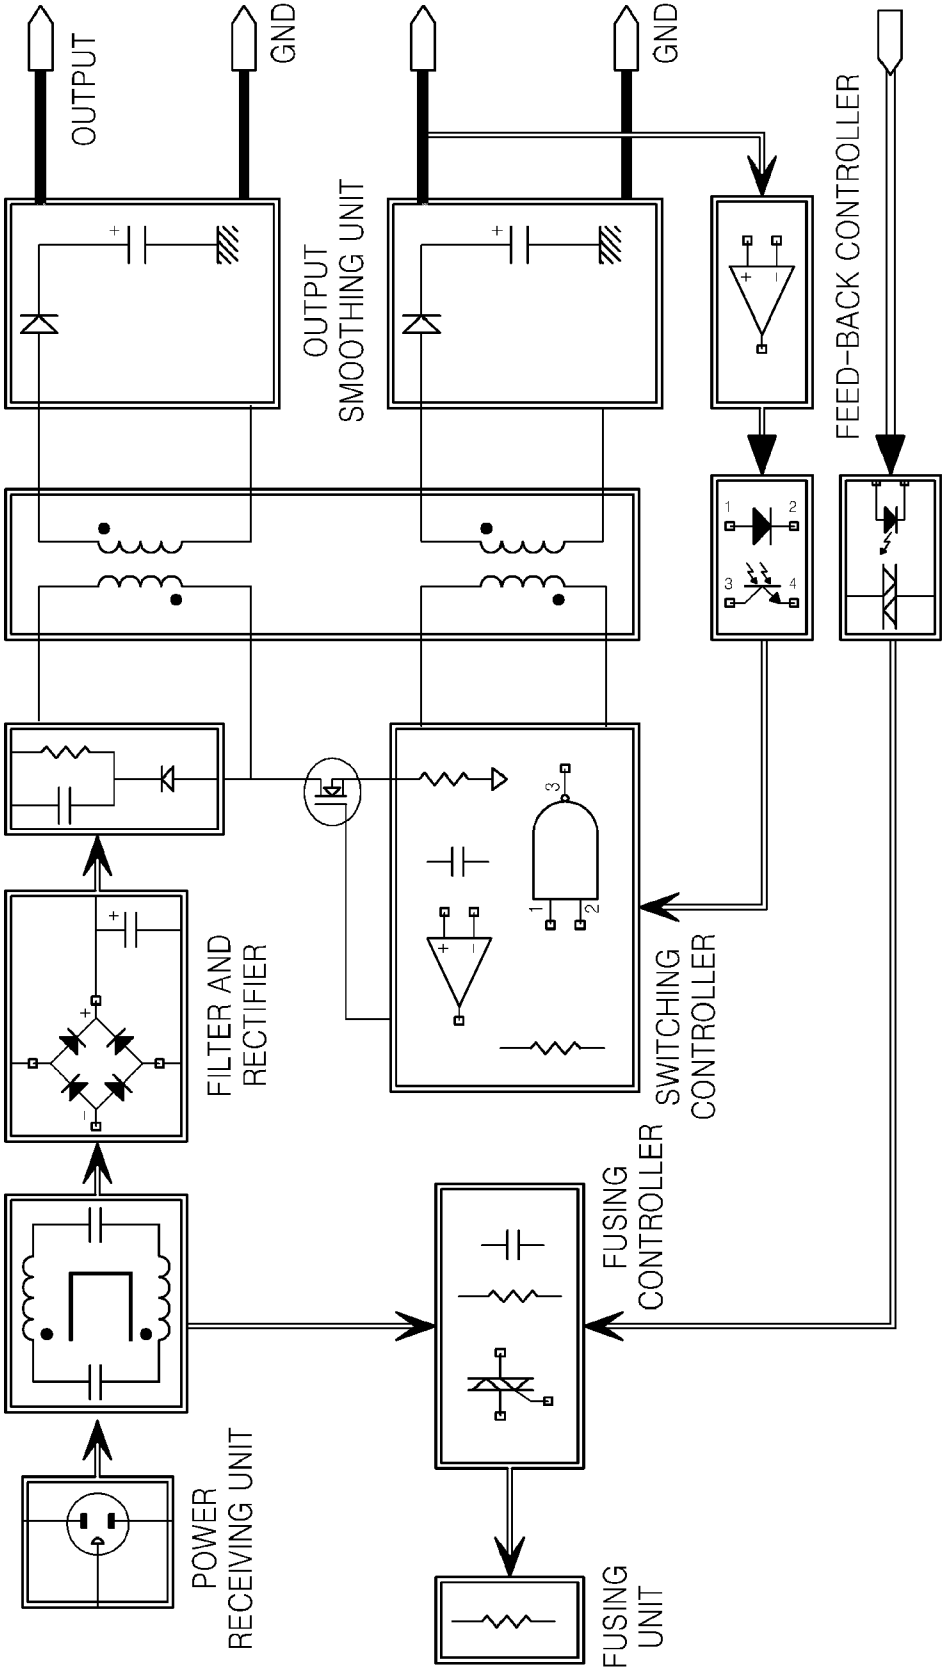 OUTPUT
GND
GND
OUTPUT
SMOOTHING UNIT
FEED-BACK CONTROLLER
+
+
+
-
1
2
3
4
+
+
-
+
-
1
2
3
FILTER AND
RECTIFIER
SWITCHING
CONTROLLER
FUSING
CONTROLLER
POWER
RECEIVING UNIT
FUSING
UNIT